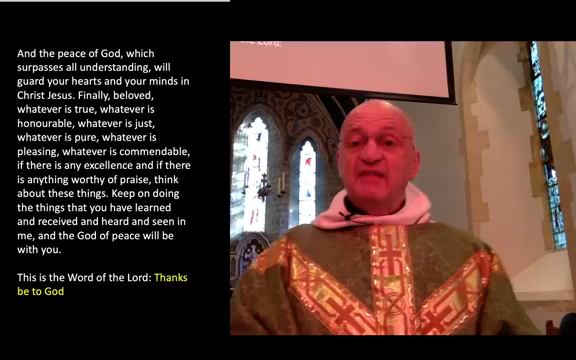 And the peace of God, which
surpasses all understanding, will
guard your hearts and your minds in
Christ Jesus. Finally, beloved,
whatever is true, whatever is
honourable, whatever is just,
whatever is pure, whatever is
pleasing, whatever is commendable,
if there is any excellence and if there
is anything worthy of praise, think
about these things. Keep on doing
the things that you have learned
and received and heard and seen in
me, and the God of peace will be
with you.
This is the Word of the Lord: Thanks
be to God
the Lord.